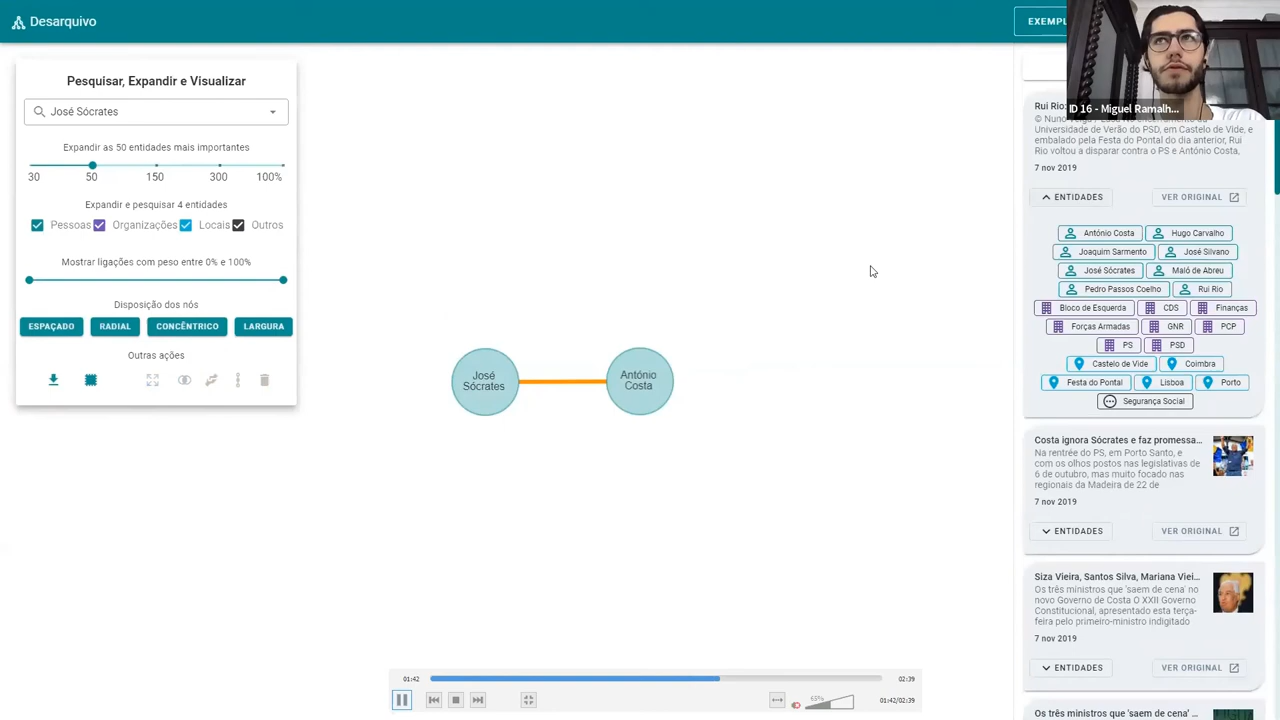 Desarquivo
EXEMPL
ID 16 - Miguel Ramalh...
Pesquisar, Expandir e Visualizar
José Sócrates
Expandir as 50 entidades mais importantes
30 50 150 300 100%
Expandir e pesquisar 4 entidades
Pessoas Organizações Locais Outros
Mostrar ligações com peso entre 0% e 100%
Disposição dos nós
ESPAÇADO RADIAL CONCÊNTRICO LARGURA
Outras ações
José
Sócrates
António
Costa
Rui Rio
Universidade de Verão do PSD, em Castelo de Vide, e
embalado pela Festa do Pontal do dia anterior, Rui
Rio voltou a disparar contra o PS e António Costa,
7 nov 2019
ENTIDADES VER ORIGINAL
António Costa Hugo Carvalho
Joaquim Sarmento José Silvano
José Sócrates Maló de Abreu
Pedro Passos Coelho Rui Rio
Bloco de Esquerda CDS Finanças
Forças Armadas GNR PCP
PS PSD
Castelo de Vide Coimbra
Festa do Pontal Lisboa Porto
Segurança Social
Costa ignora Sócrates e faz promessa...
Na rentrée do PS, em Porto Santo, e
com os olhos postos nas legislativas de
6 de outubro, mas muito focado nas
regionais da Madeira de 22 de
7 nov 2019
ENTIDADES VER ORIGINAL
Siza Vieira, Santos Silva, Mariana Viei...
Os três ministros que 'saem de cena' no
novo Governo de Costa O XXII Governo
Constitucional, apresentado esta terça-
feira pelo primeiro-ministro indigitado
7 nov 2019
ENTIDADES VER ORIGINAL
Os três ministros que 'saem de cena' ...
01:42 02:39
65% 01:42/02:39